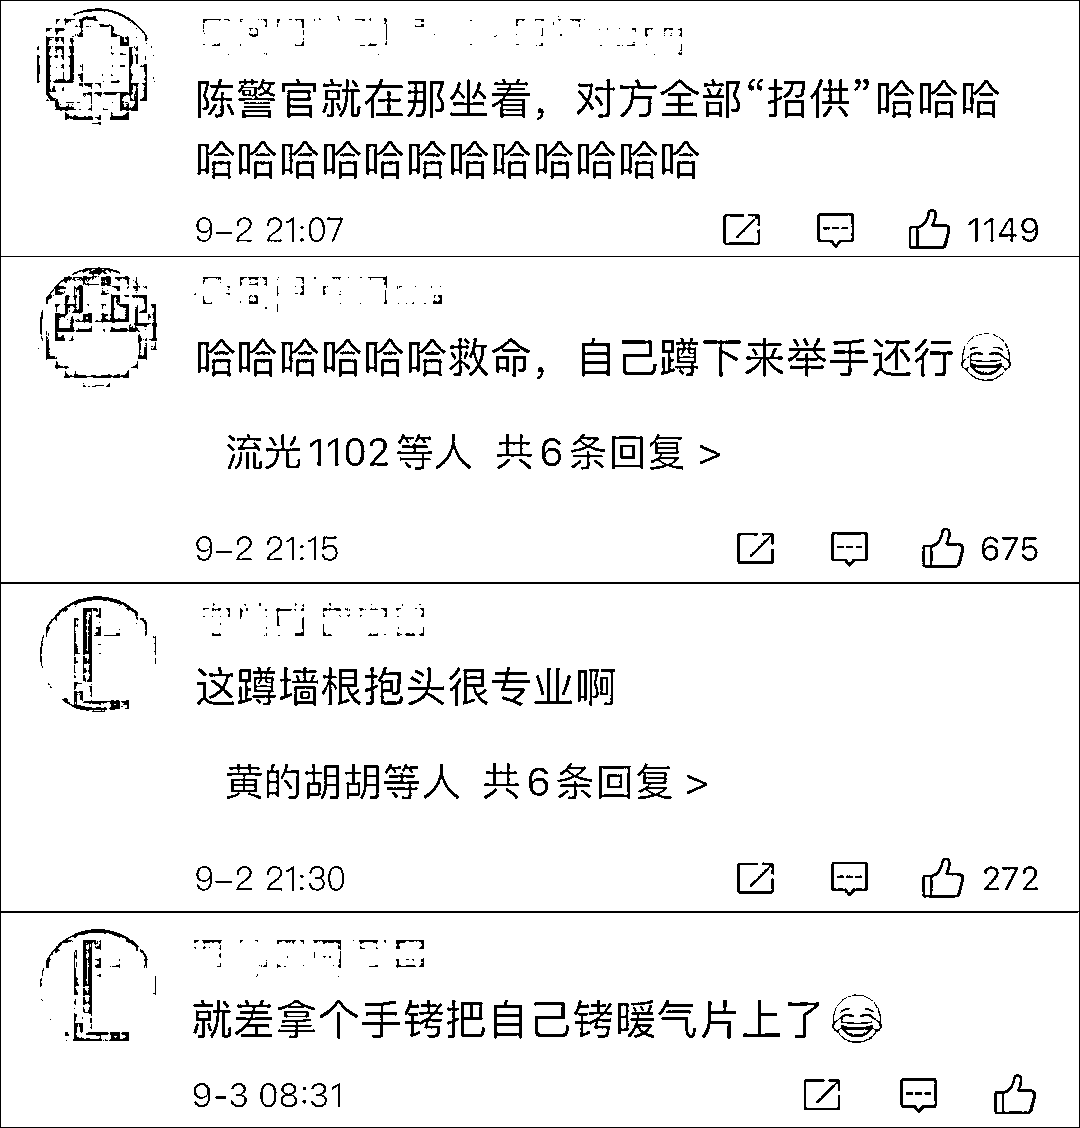 陈警官就在那坐着，对方全部“招供”哈哈哈
哈哈哈哈哈哈哈哈哈哈哈哈
9-2 21:07
1149
哈哈哈哈哈哈救命，自己蹲下来举手还行😂
流光1102等人 共6条回复 >
9-2 21:15
675
这蹲墙根抱头很专业啊
黄的胡胡等人 共6条回复 >
9-2 21:30
272
就差拿个手铐把自己铐暖气片上了😂
9-3 08:31